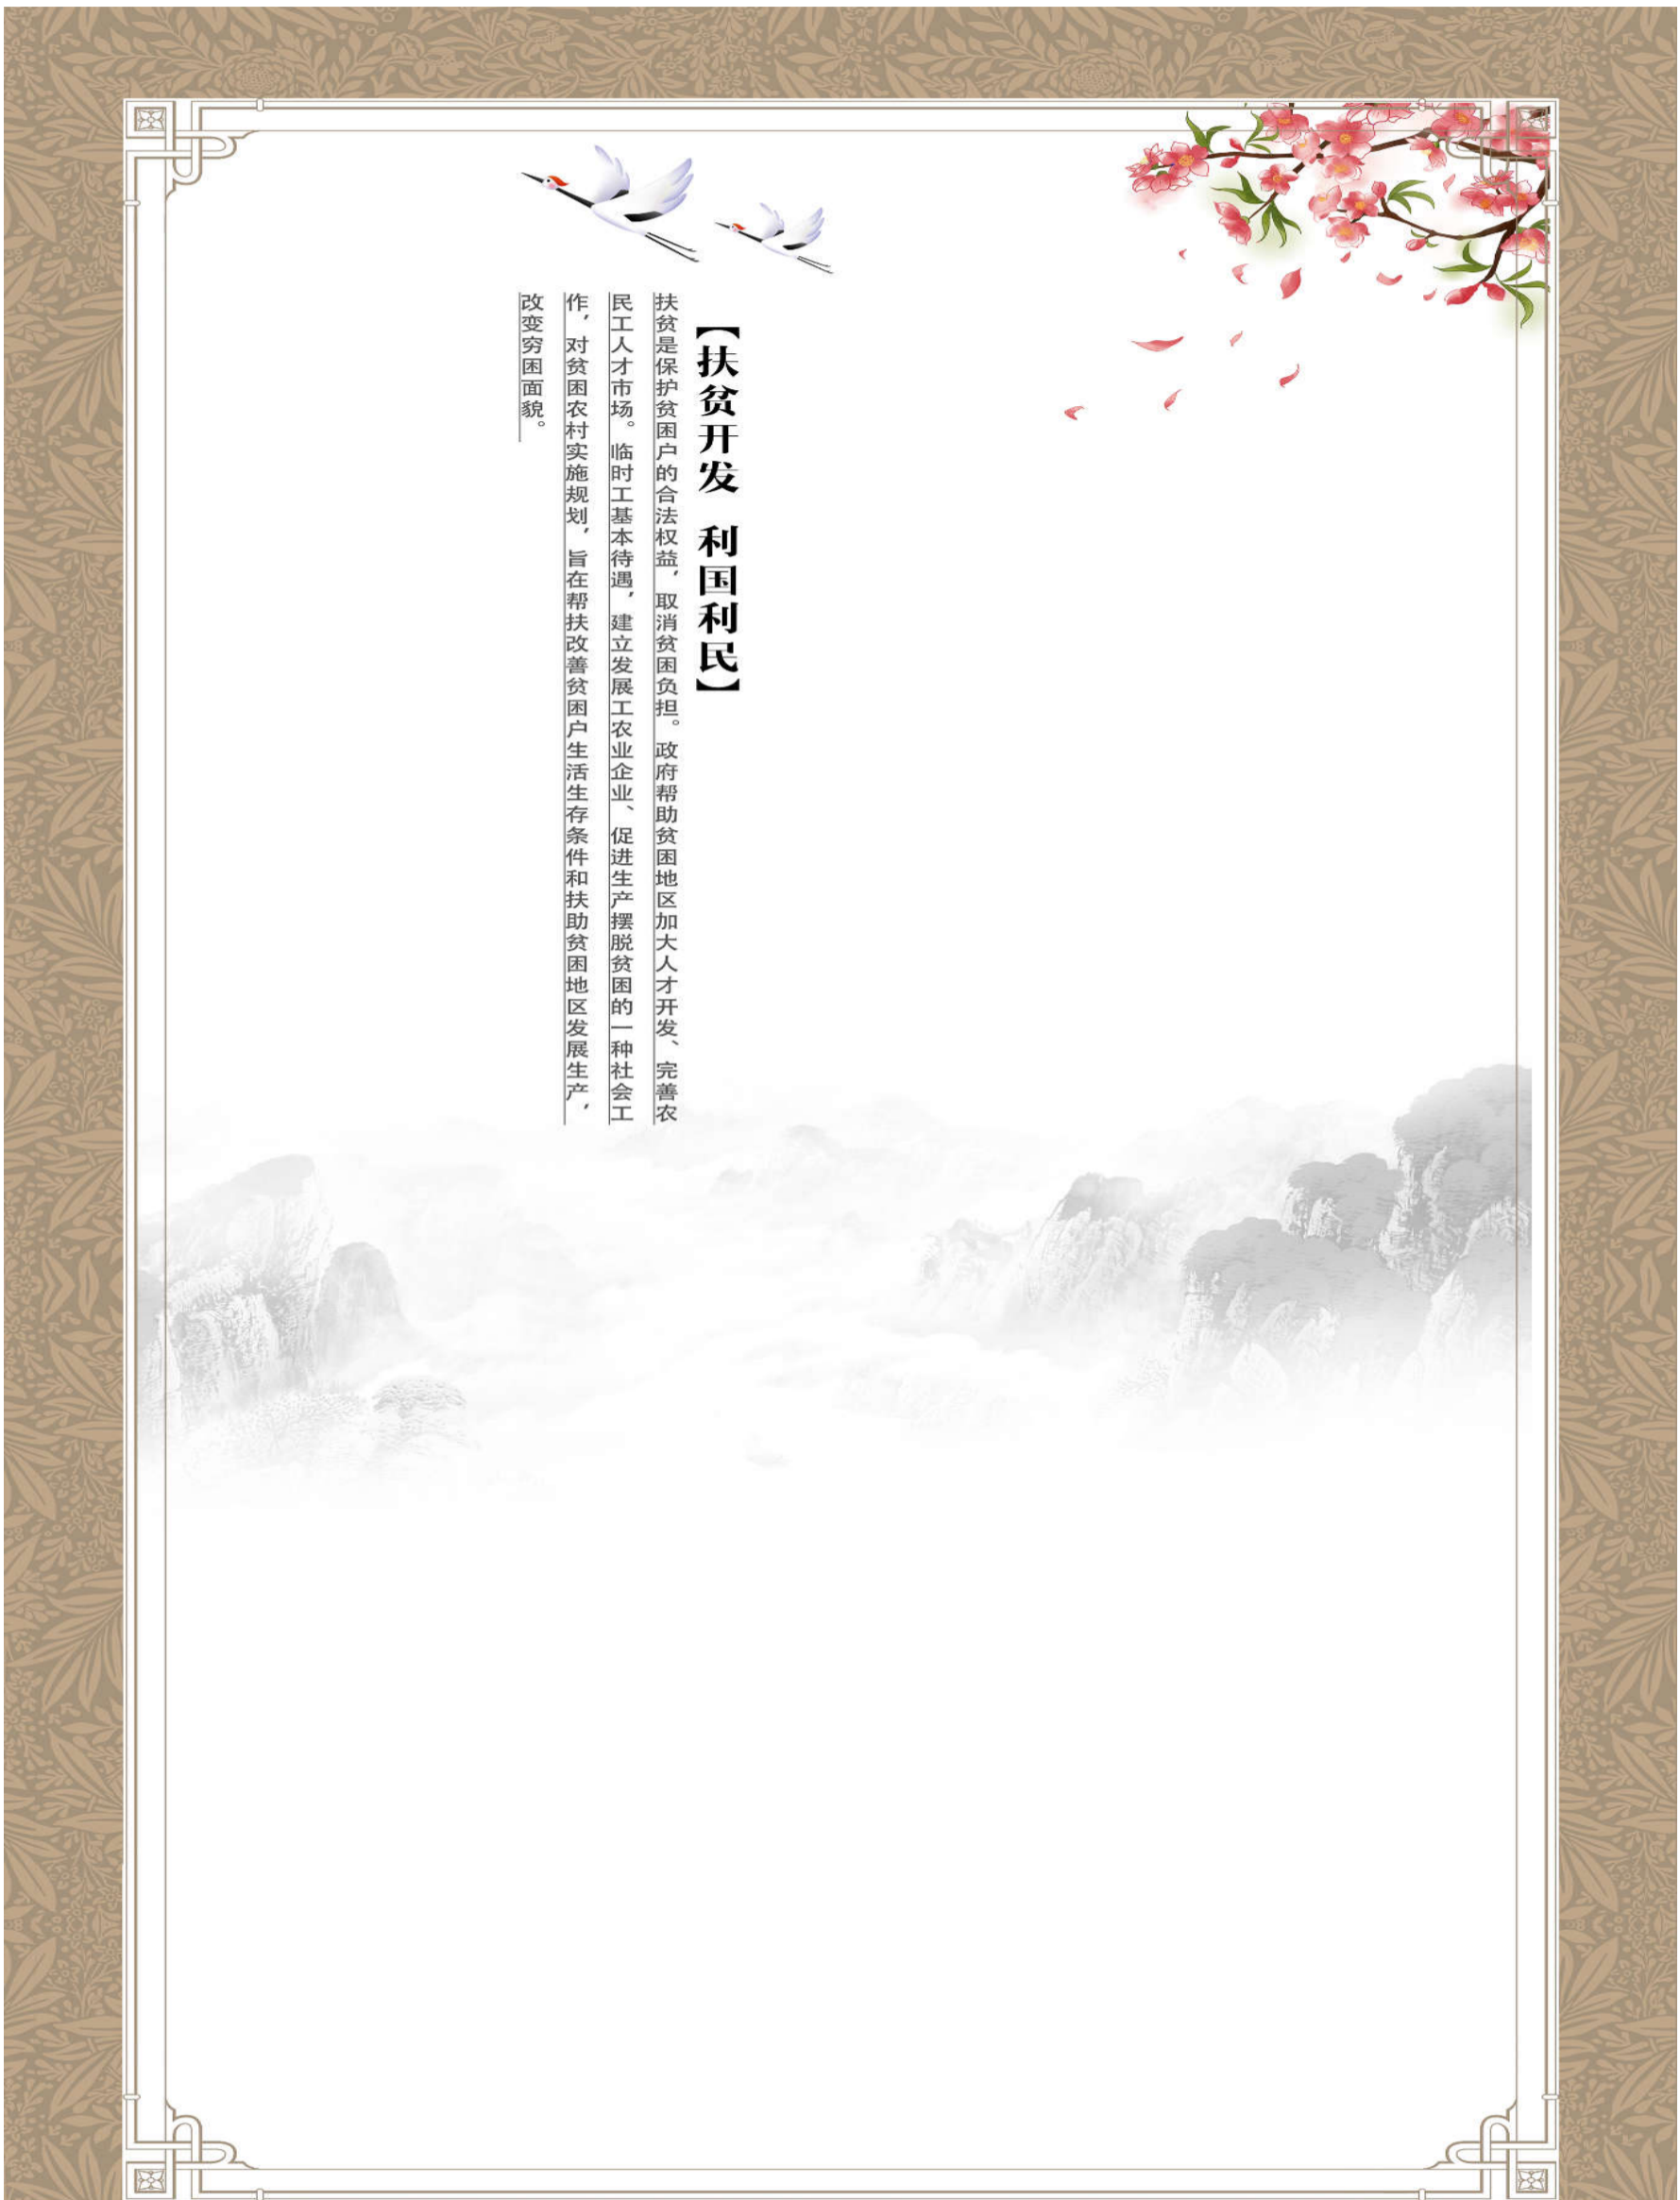 【扶贫开发 利国利民】
扶贫是保护贫困户的合法权益，取消贫困负担。政府帮助贫困地区加大人才开发、完善农
民工人才市场。临时工基本待遇，建立发展工农业企业、促进生产摆脱贫困的一种社会工
作，对贫困农村实施规划，旨在帮扶改善贫困户生活生存条件和扶助贫困地区发展生产，
改变穷困面貌。